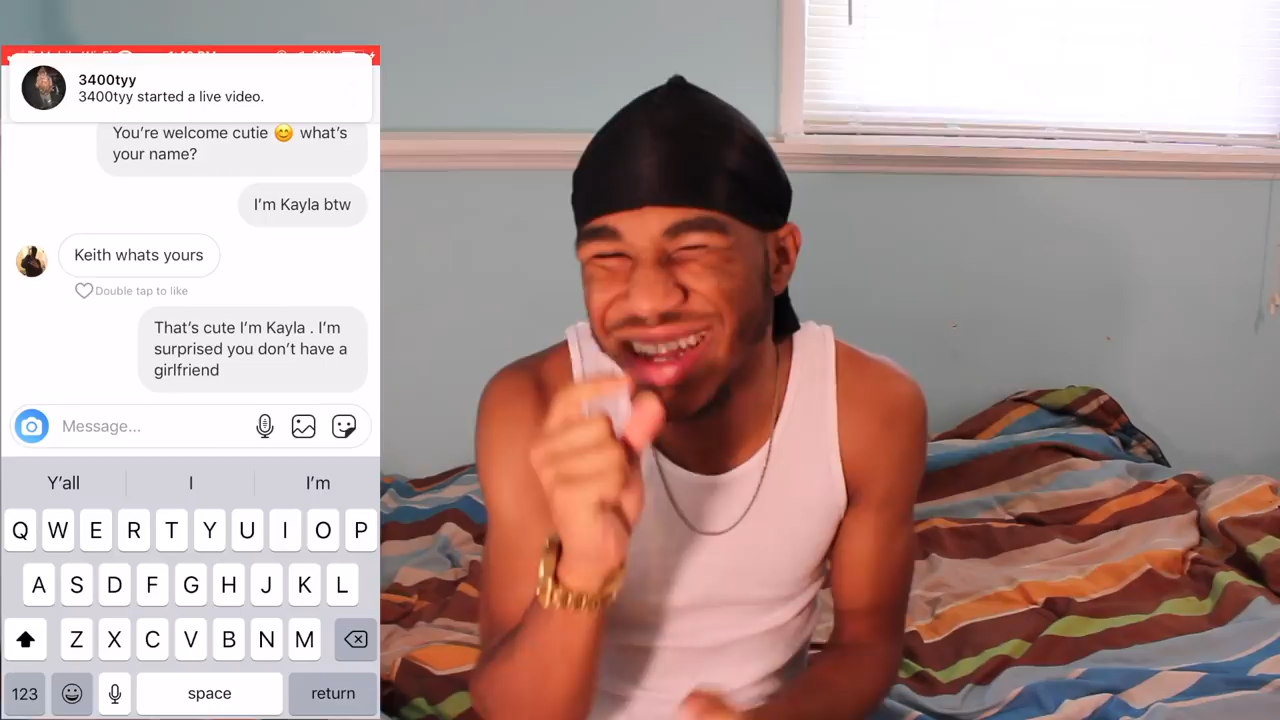 3400tyy
3400tyy started a live video.
You're welcome cutie 😊 what's
your name?
I'm Kayla btw
Keith whats yours
Double tap to like
That's cute I'm Kayla . I'm
surprised you don't have a
girlfriend
Message...
Y'all I I'm
Q W E R T Y U I O P
A S D F G H J K L
Z X C V B N M
123 space return